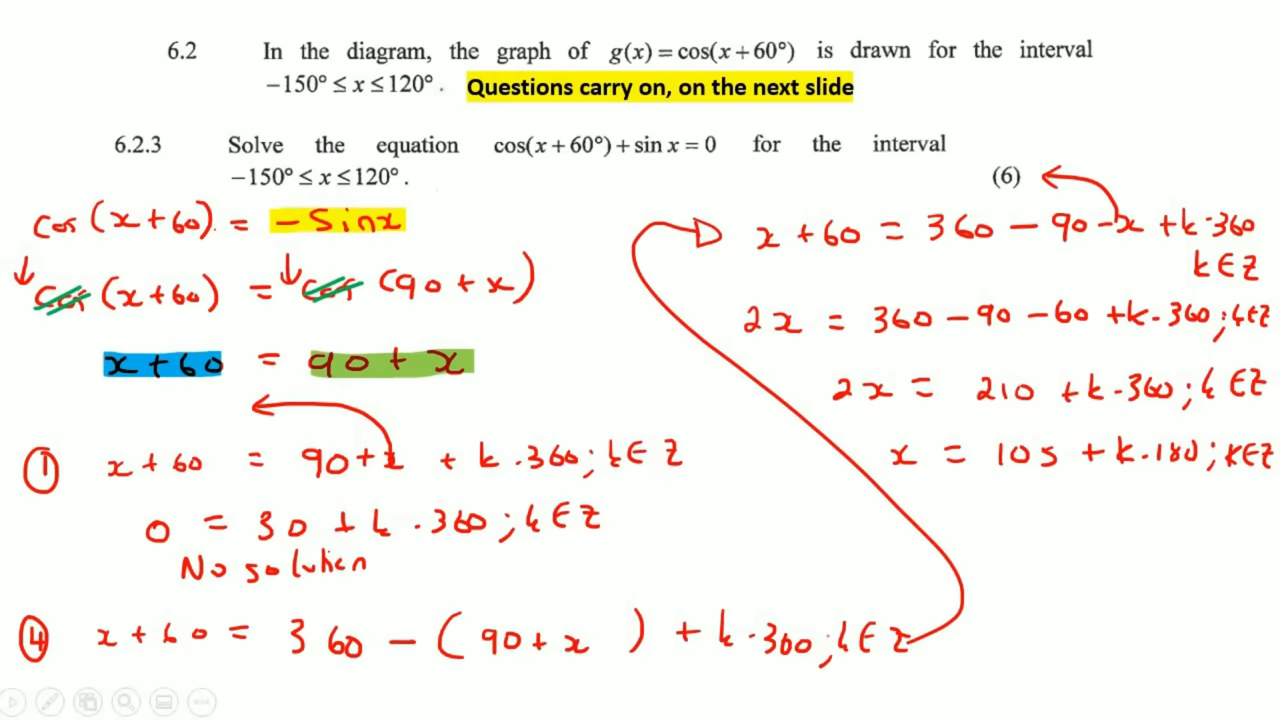 6.2 In the diagram, the graph of g(x) = cos(x + 60°) is drawn for the interval
−150° ≤ x ≤ 120° . Questions carry on, on the next slide
6.2.3 Solve the equation cos(x + 60°) + sin x = 0 for the interval
−150° ≤ x ≤ 120° . (6)
cos (x + 60) = − sin x
cos (x + 60) = cos (90 + x)
x + 60 = 90 + x
① x + 60 = 90 + x + k . 360 ; k ∈ Z
0 = 30 + k . 360 ; k ∈ Z
No solution
④ x + 60 = 360 − (90 + x) + k . 360 ; k ∈ Z
x + 60 = 360 − 90 − x + k . 360
k ∈ Z
2x = 360 − 90 − 60 + k . 360 ; k ∈ Z
2x = 210 + k . 360 ; k ∈ Z
x = 105 + k . 180 ; k ∈ Z